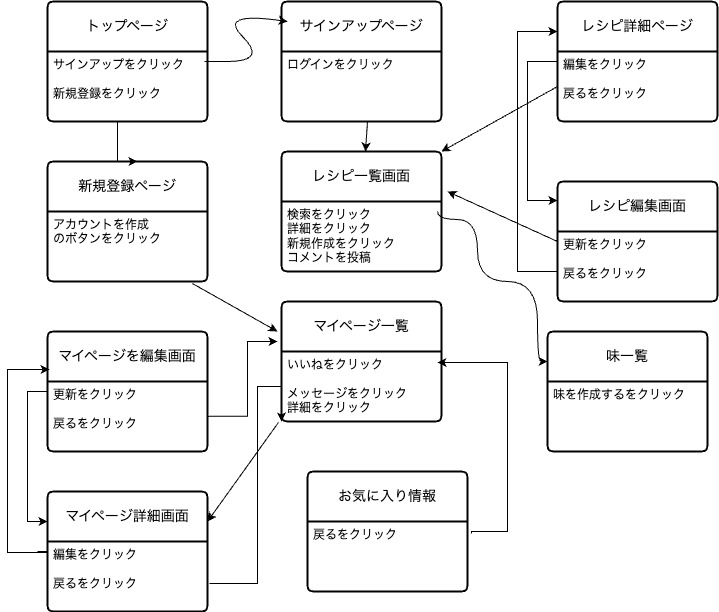 トップページ
サインアップをクリック
新規登録をクリック
サインアップページ
ログインをクリック
レシピ詳細ページ
編集をクリック
戻るをクリック
新規登録ページ
アカウントを作成
のボタンをクリック
レシピ一覧画面
検索をクリック
詳細をクリック
新規作成をクリック
コメントを投稿
レシピ編集画面
更新をクリック
戻るをクリック
マイページを編集画面
更新をクリック
戻るをクリック
マイページ一覧
いいねをクリック
メッセージをクリック
詳細をクリック
味一覧
味を作成するをクリック
マイページ詳細画面
編集をクリック
戻るをクリック
お気に入り情報
戻るをクリック